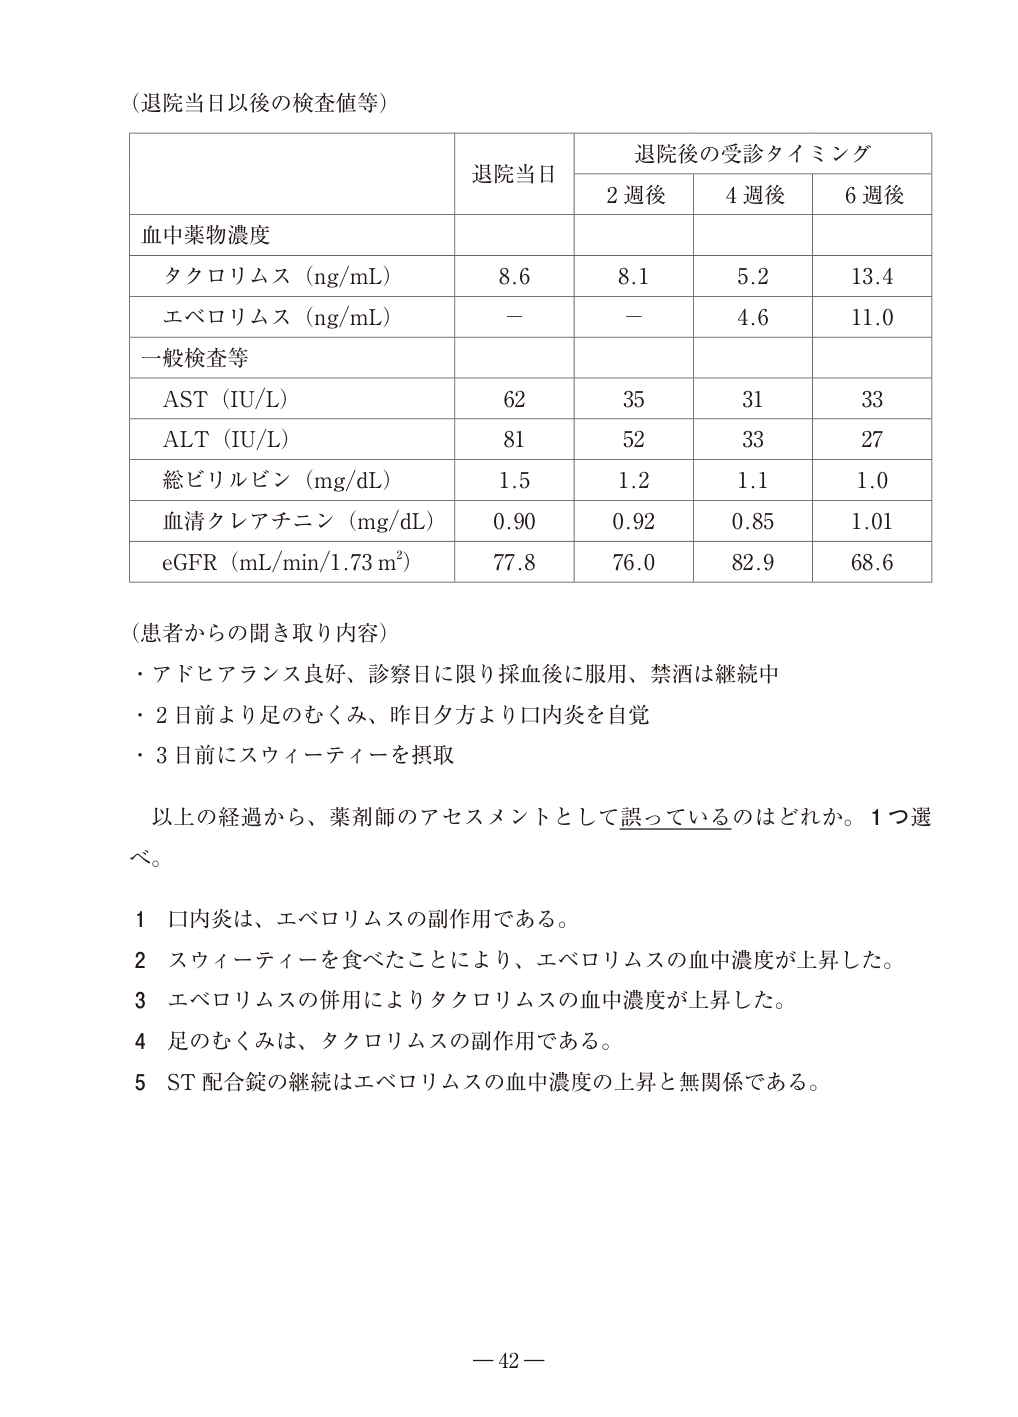 （退院当日以後の検査値等）
退院当日 退院後の受診タイミング
2 週後 4 週後 6 週後
血中薬物濃度
タクロリムス（ng/mL） 8.6 8.1 5.2 13.4
エベロリムス（ng/mL） － － 4.6 11.0
一般検査等
AST（IU/L） 62 35 31 33
ALT（IU/L） 81 52 33 27
総ビリルビン（mg/dL） 1.5 1.2 1.1 1.0
血清クレアチニン（mg/dL） 0.90 0.92 0.85 1.01
eGFR（mL/min/1.73 m²） 77.8 76.0 82.9 68.6
（患者からの聞き取り内容）
・アドヒアランス良好、診察日に限り採血後に服用、禁酒は継続中
・2 日前より足のむくみ、昨日夕方より口内炎を自覚
・3 日前にスウィーティーを摂取
以上の経過から、薬剤師のアセスメントとして誤っているのはどれか。1つ選
べ。
1 口内炎は、エベロリムスの副作用である。
2 スウィーティーを食べたことにより、エベロリムスの血中濃度が上昇した。
3 エベロリムスの併用によりタクロリムスの血中濃度が上昇した。
4 足のむくみは、タクロリムスの副作用である。
5 ST 配合錠の継続はエベロリムスの血中濃度の上昇と無関係である。
— 42 —